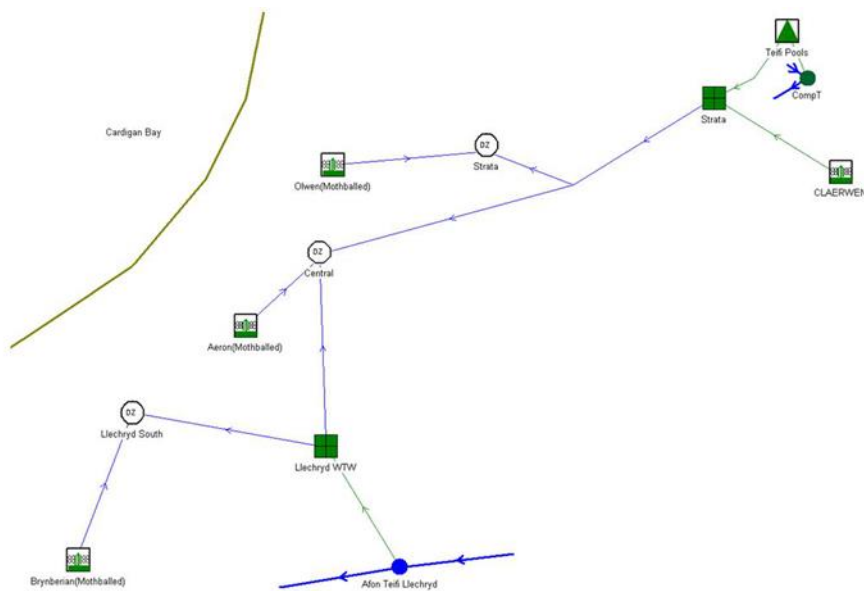 Teifi Pools
CompT
Cardigan Bay
Strata
DZ
Strata
Olwen(Mothballed)
CLAERWEN
DZ
Central
Aeron(Mothballed)
DZ
Llechryd South
Llechryd WTW
Brynberian(Mothballed)
Afon Teifi Llechryd